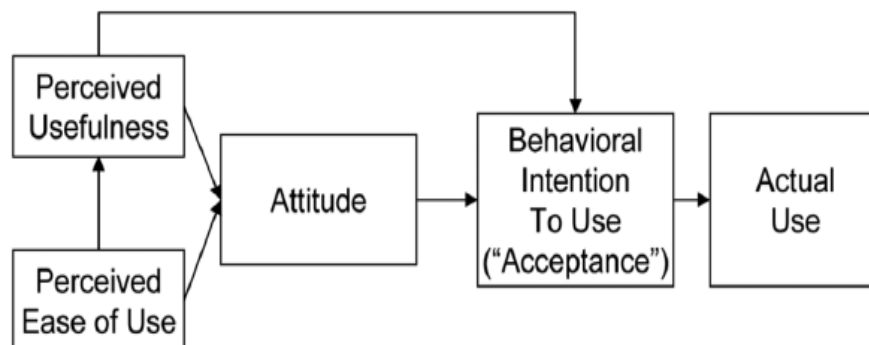 Perceived
Usefulness
Perceived
Ease of Use
Attitude
Behavioral
Intention
To Use
(“Acceptance”)
Actual
Use